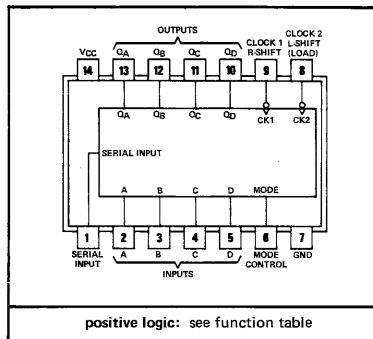 OUTPUTS
VCC QA QB QC QD CLOCK 1 R-SHIFT CLOCK 2 L-SHIFT (LOAD)
14 13 12 11 10 9 8
QA QB QC QD CK1 CK2
SERIAL INPUT
A B C D MODE
1 2 3 4 5 6 7
SERIAL INPUT A B C D MODE CONTROL GND
INPUTS
positive logic: see function table